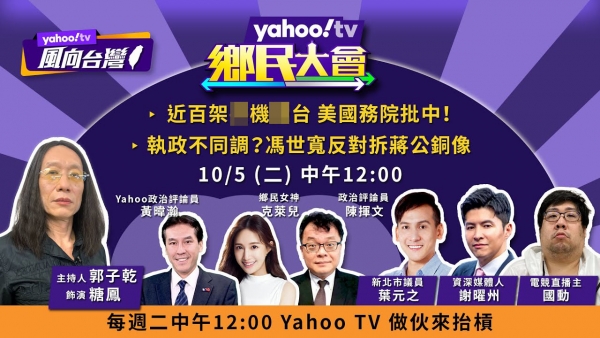 yahoo!tv
風向台灣
yahoo!tv
鄉民大會
近百架 機 台 美國務院批中!
執政不同調?馮世寬反對拆蔣公銅像
10/5 (二) 中午12:00
Yahoo政治評論員
黃暐瀚
鄉民女神
克萊兒
政治評論員
陳揮文
主持人 郭子乾
飾演 糖鳳
新北市議員
葉元之
資深媒體人
謝曜州
電競直播主
國動
每週二中午12:00 Yahoo TV 做伙來抬槓